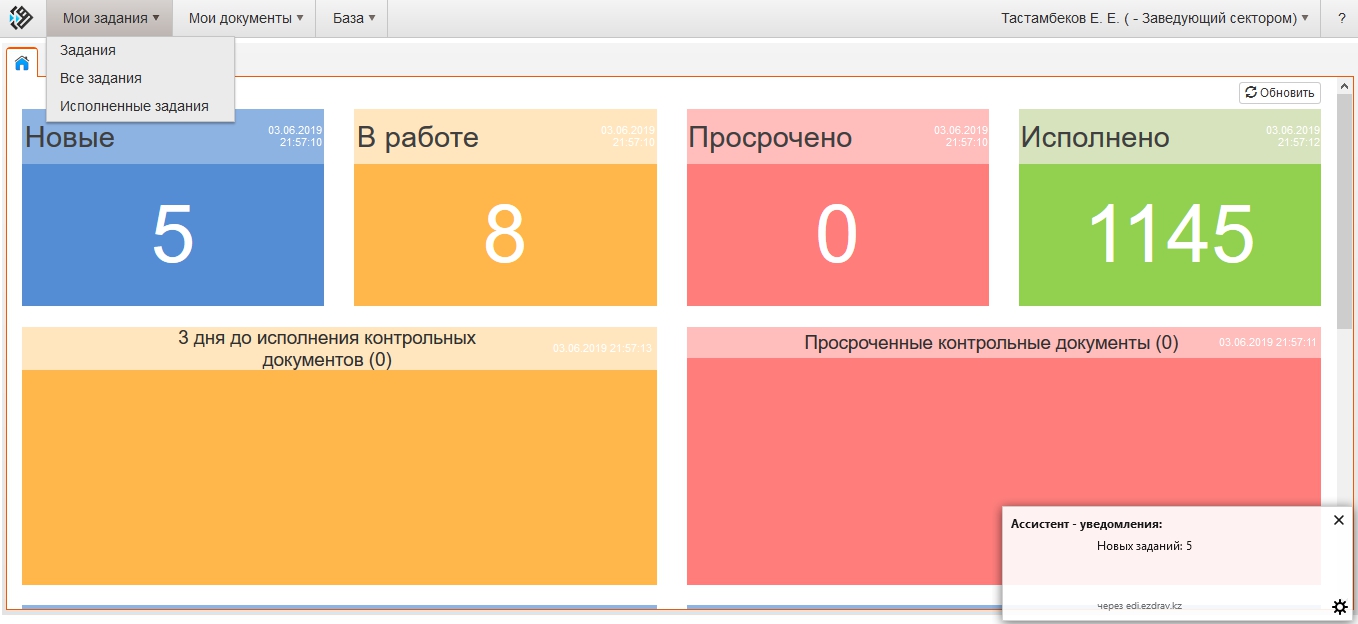 Мои задания
Мои документы
База
Тастамбеков Е. Е. ( - Заведующий сектором)
?
Задания
Все задания
Исполненные задания
Обновить
Новые
03.06.2019
21:57:10
В работе
03.06.2019
21:57:10
Просрочено
03.06.2019
21:57:10
Исполнено
03.06.2019
21:57:12
5
8
0
1145
3 дня до исполнения контрольных
документов (0)
03.06.2019 21:57:13
Просроченные контрольные документы (0)
03.06.2019 21:57:11
Ассистент - уведомления:
Новых заданий: 5
через edi.ezdrav.kz